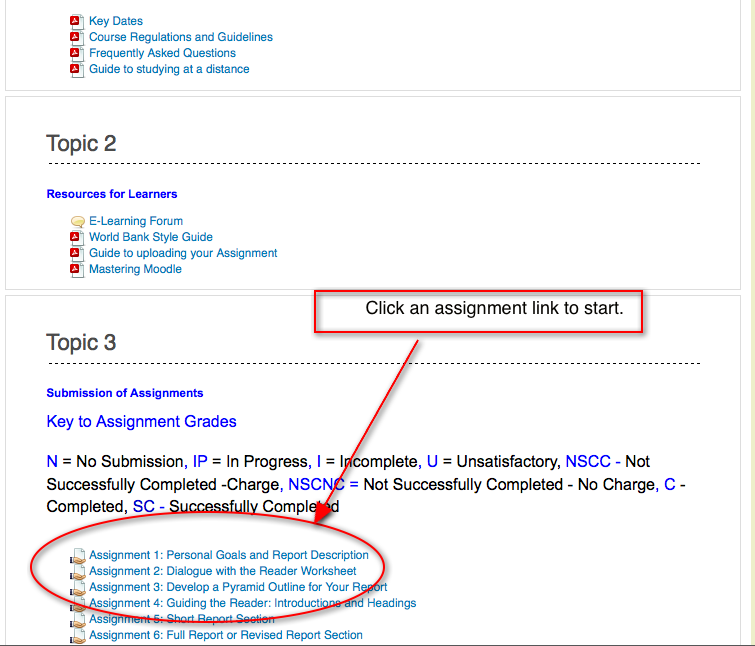 Key Dates
Course Regulations and Guidelines
Frequently Asked Questions
Guide to studying at a distance
Topic 2
Resources for Learners
E-Learning Forum
World Bank Style Guide
Guide to uploading your Assignment
Mastering Moodle
Click an assignment link to start.
Topic 3
Submission of Assignments
Key to Assignment Grades
N = No Submission, IP = In Progress, I = Incomplete, U = Unsatisfactory, NSCC - Not
Successfully Completed -Charge, NSCNC = Not Successfully Completed - No Charge, C -
Completed, SC - Successfully Completed
Assignment 1: Personal Goals and Report Description
Assignment 2: Dialogue with the Reader Worksheet
Assignment 3: Develop a Pyramid Outline for Your Report
Assignment 4: Guiding the Reader: Introductions and Headings
Assignment 5: Short Report Section
Assignment 6: Full Report or Revised Report Section